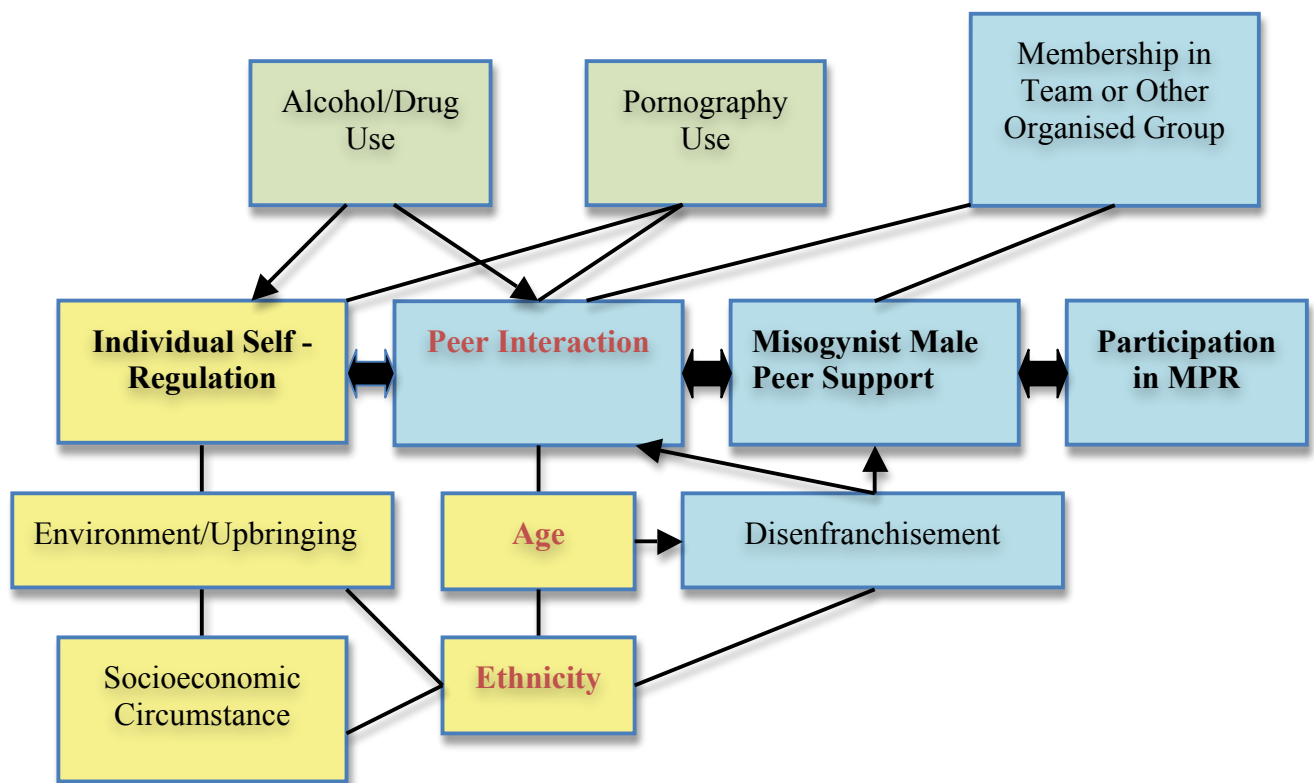 Alcohol/Drug
Use
Pornography
Use
Membership in
Team or Other
Organised Group
Individual Self -
Regulation
Peer Interaction
Misogynist Male
Peer Support
Participation
in MPR
Environment/Upbringing
Age
Disenfranchisement
Socioeconomic
Circumstance
Ethnicity